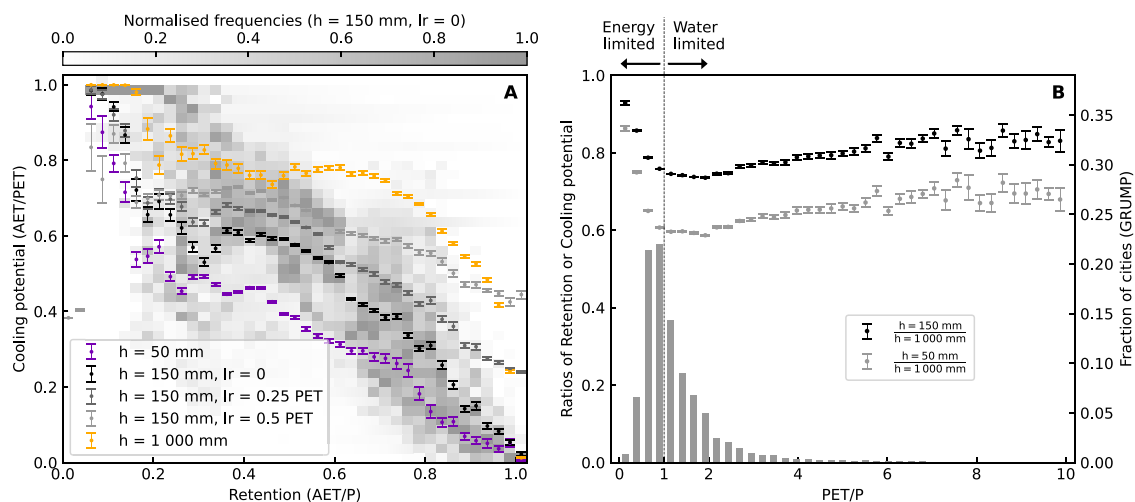 Normalised frequencies (h = 150 mm, Ir = 0)
0.0 0.2 0.4 0.6 0.8 1.0
A
1.0
0.8
0.6
0.4
0.2
0.0
Cooling potential (AET/PET)
h = 50 mm
h = 150 mm, Ir = 0
h = 150 mm, Ir = 0.25 PET
h = 150 mm, Ir = 0.5 PET
h = 1 000 mm
0.0 0.2 0.4 0.6 0.8 1.0
Retention (AET/P)
Energy limited
Water limited
B
1.0
0.8
0.6
0.4
0.2
0.0
Ratios of Retention or Cooling potential
h = 150 mm
h = 1 000 mm
h = 50 mm
h = 1 000 mm
0.35
0.30
0.25
0.20
0.15
0.10
0.05
0.00
Fraction of cities (GRUMP)
0 1 2 4 6 8 10
PET/P